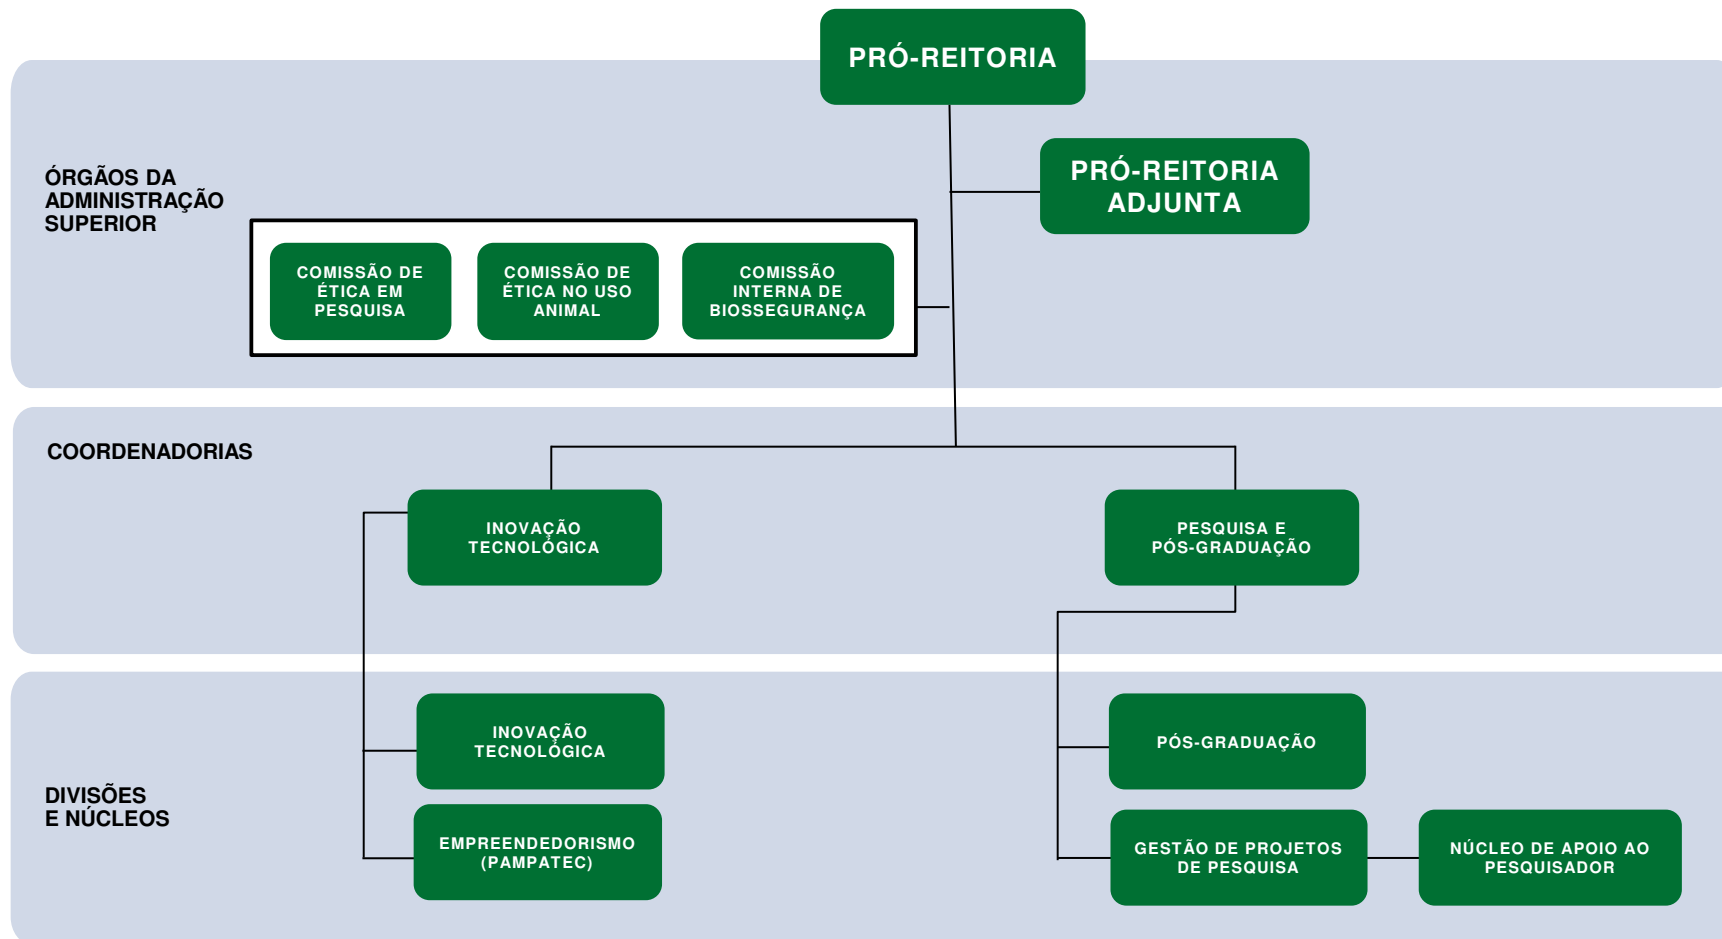 PRÓ-REITORIA
PRÓ-REITORIA
ADJUNTA
ÓRGÃOS DA
ADMINISTRAÇÃO
SUPERIOR
COMISSÃO DE
ÉTICA EM
PESQUISA
COMISSÃO DE
ÉTICA NO USO
ANIMAL
COMISSÃO
INTERNA DE
BIOSSEGURANÇA
COORDENADORIAS
INOVAÇÃO
TECNOLÓGICA
PESQUISA E
PÓS-GRADUAÇÃO
DIVISÕES
E NÚCLEOS
INOVAÇÃO
TECNOLÓGICA
PÓS-GRADUAÇÃO
EMPREENDEDORISMO
(PAMPATEC)
GESTÃO DE PROJETOS
DE PESQUISA
NÚCLEO DE APOIO AO
PESQUISADOR